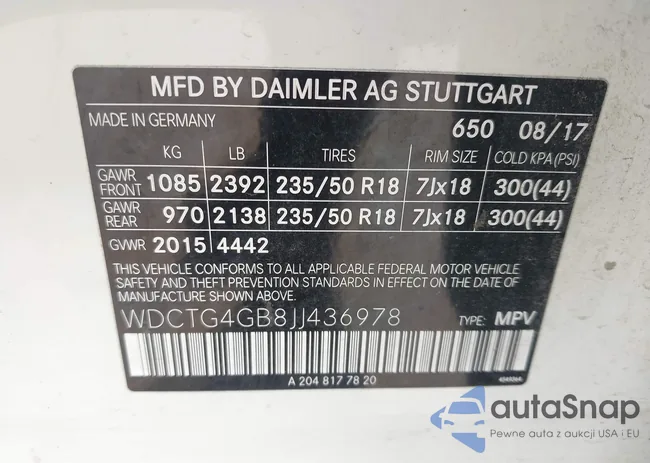 MFD BY DAIMLER AG STUTTGART
MADE IN GERMANY 650 08/17
KG LB TIRES RIM SIZE COLD KPA (PSI)
GAWR FRONT 1085 2392 235/50 R18 7Jx18 300(44)
GAWR REAR 970 2138 235/50 R18 7Jx18 300(44)
GVWR 2015 4442
THIS VEHICLE CONFORMS TO ALL APPLICABLE FEDERAL MOTOR VEHICLE
SAFETY AND THEFT PREVENTION STANDARDS IN EFFECT ON THE DATE OF
MANUFACTURE SHOWN ABOVE.
WDCTG4GB8JJ436978 TYPE: MPV
A 204 817 78 20
autaSnap
Pewne auta z aukcji USA i EU